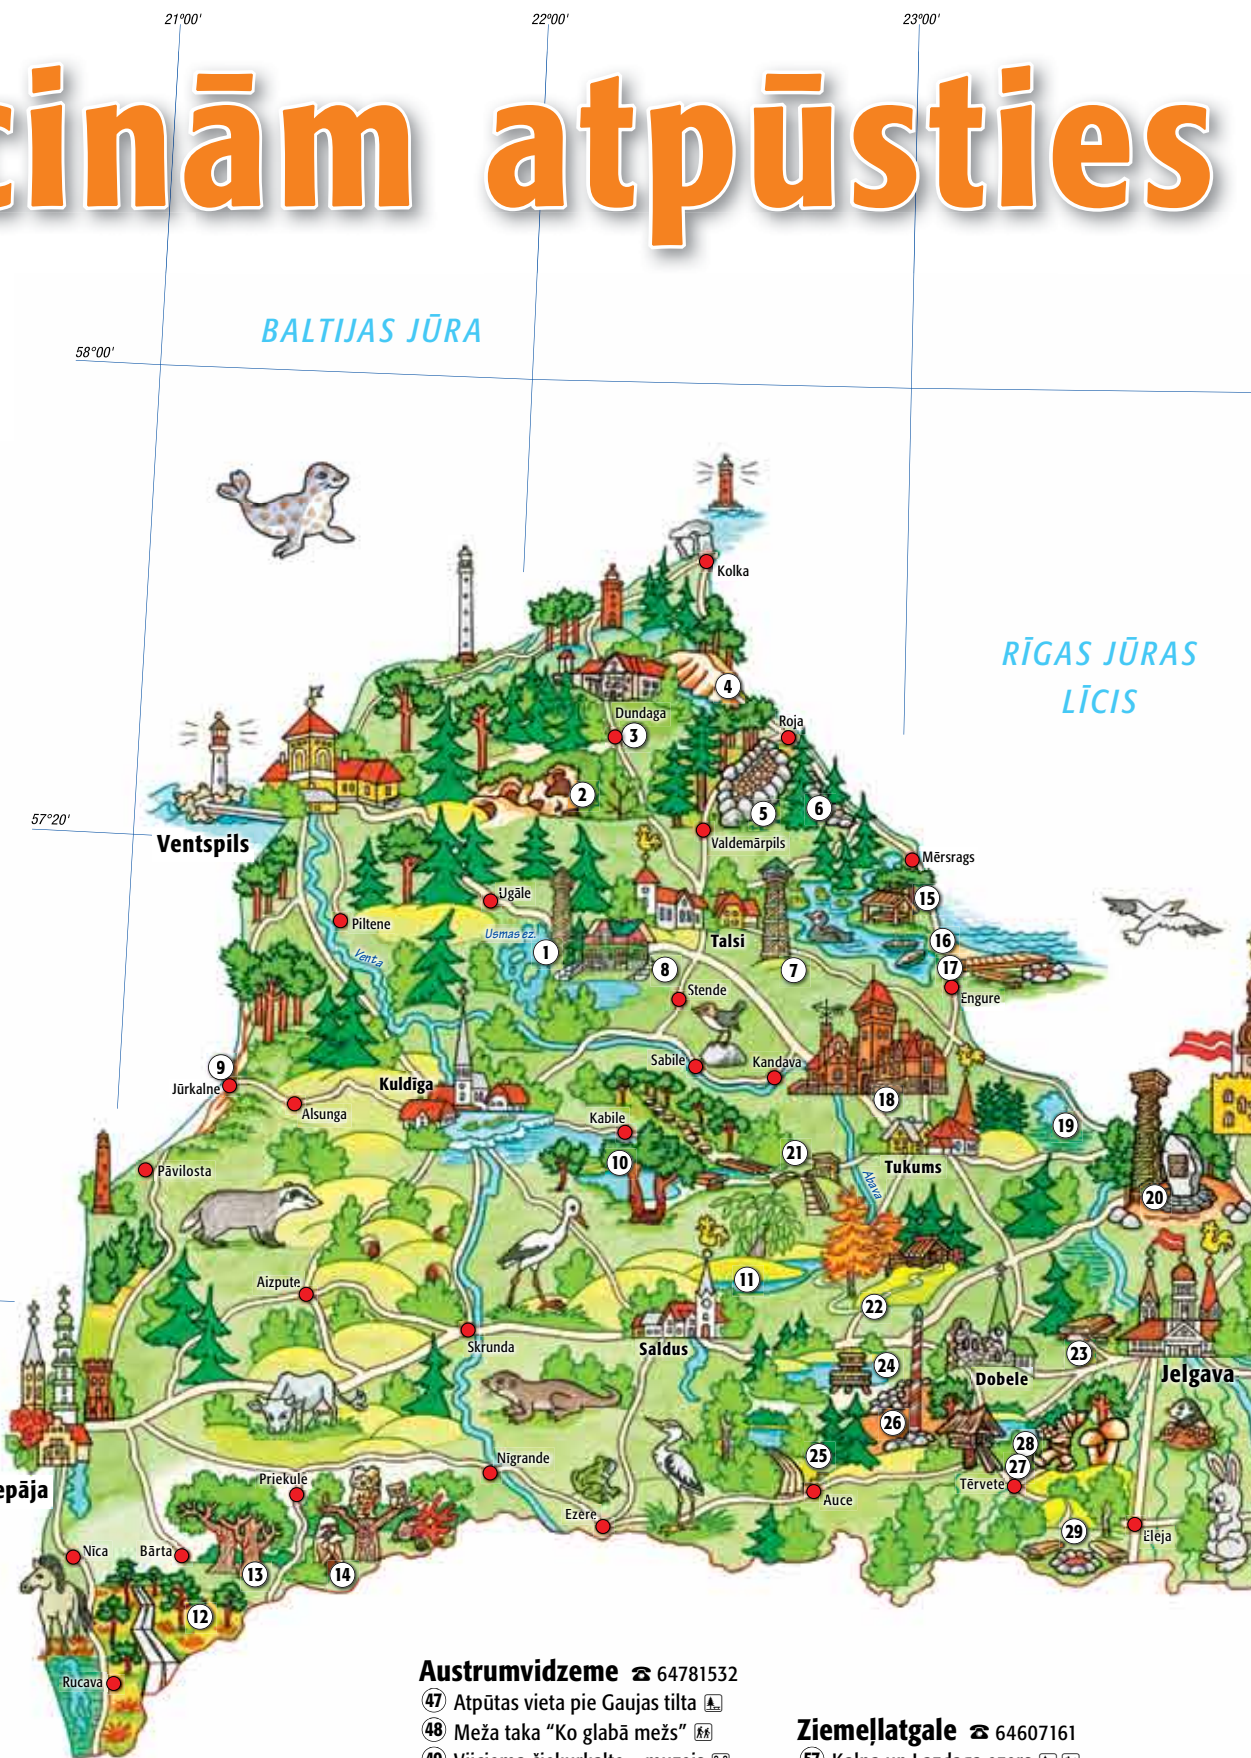 21°00'
22°00'
23°00'
cinām atpūsties
BALTIJAS JŪRA
58°00'
Kolka
RĪGAS JŪRAS
LĪCIS
4
Dundaga
3
Roja
2
5
6
57°20'
Ventspils
Valdemārpils
Mērsrags
Ugāle
15
Piltene
Usmas ez.
Venta
1
Talsi
16
8
7
17
Stende
Engure
9
Jūrkalne
Sabile
Kandava
Kuldīga
Alsunga
18
Kabile
19
10
21
Pāvilosta
Tukums
Abava
20
Aizpute
11
22
Skrunda
Saldus
23
24
Dobele
Jelgava
26
28
25
27
Nīgrande
Priekule
Tērvete
epāja
Auce
Ezere
29
Eleja
Nīca
Bārta
13
14
12
Rucava
Austrumvidzeme ☎ 64781532
47 Atpūtas vieta pie Gaujas tilta
48 Meža taka “Ko glabā mežs”
49 Vijciema čiekurkalte – muzejs
Ziemeļlatgale ☎ 64607161